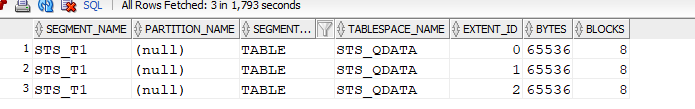 SQL | All Rows Fetched: 3 in 1,793 seconds
SEGMENT_NAME PARTITION_NAME SEGMENT... TABLESPACE_NAME EXTENT_ID BYTES BLOCKS
1 STS_T1 (null) TABLE STS_QDATA 0 65536 8
2 STS_T1 (null) TABLE STS_QDATA 1 65536 8
3 STS_T1 (null) TABLE STS_QDATA 2 65536 8